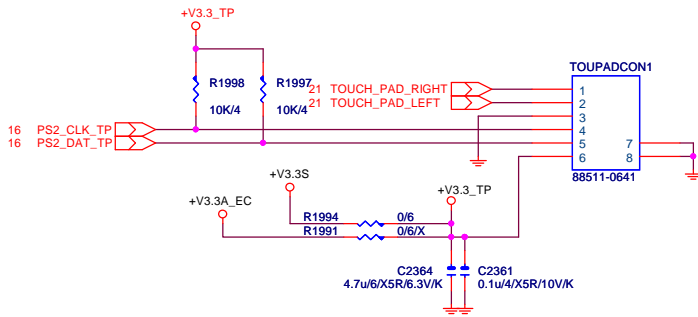 +V3.3_TP
TOUPADCON1
R1998
R1997
10K/4
10K/4
21 TOUCH_PAD_RIGHT
21 TOUCH_PAD_LEFT
1
2
3
4
5
6
7
8
16 PS2_CLK_TP
16 PS2_DAT_TP
88511-0641
+V3.3S
+V3.3_TP
+V3.3A_EC
R1994 0/6
R1991 0/6/X
C2364
4.7u/6/X5R/6.3V/K
C2361
0.1u/4/X5R/10V/K